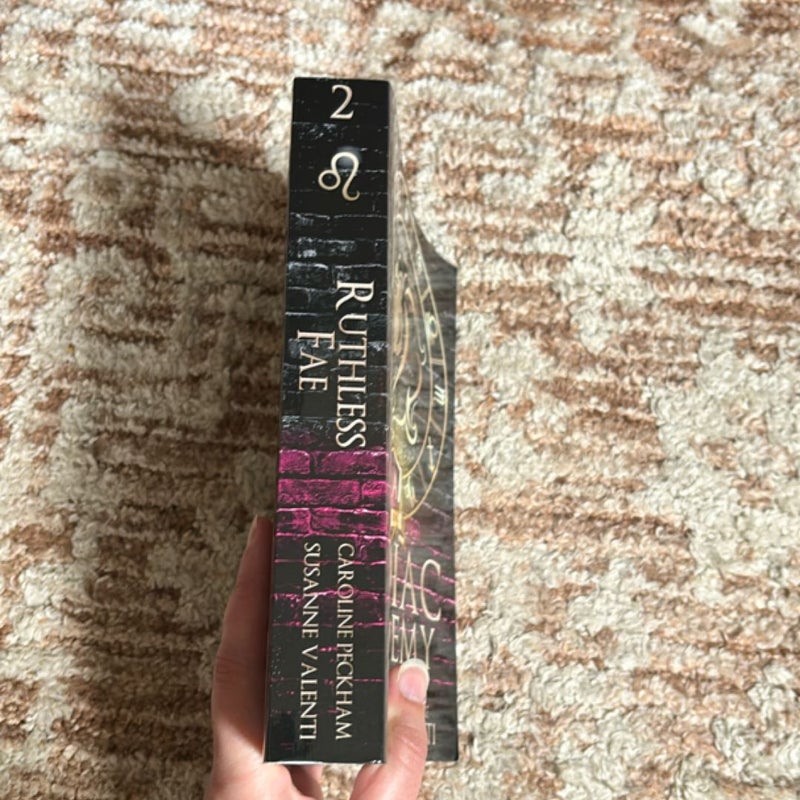 2
RUTHLESS
FAE
CAROLINE PECKHAM
SUSANNE VALENTI